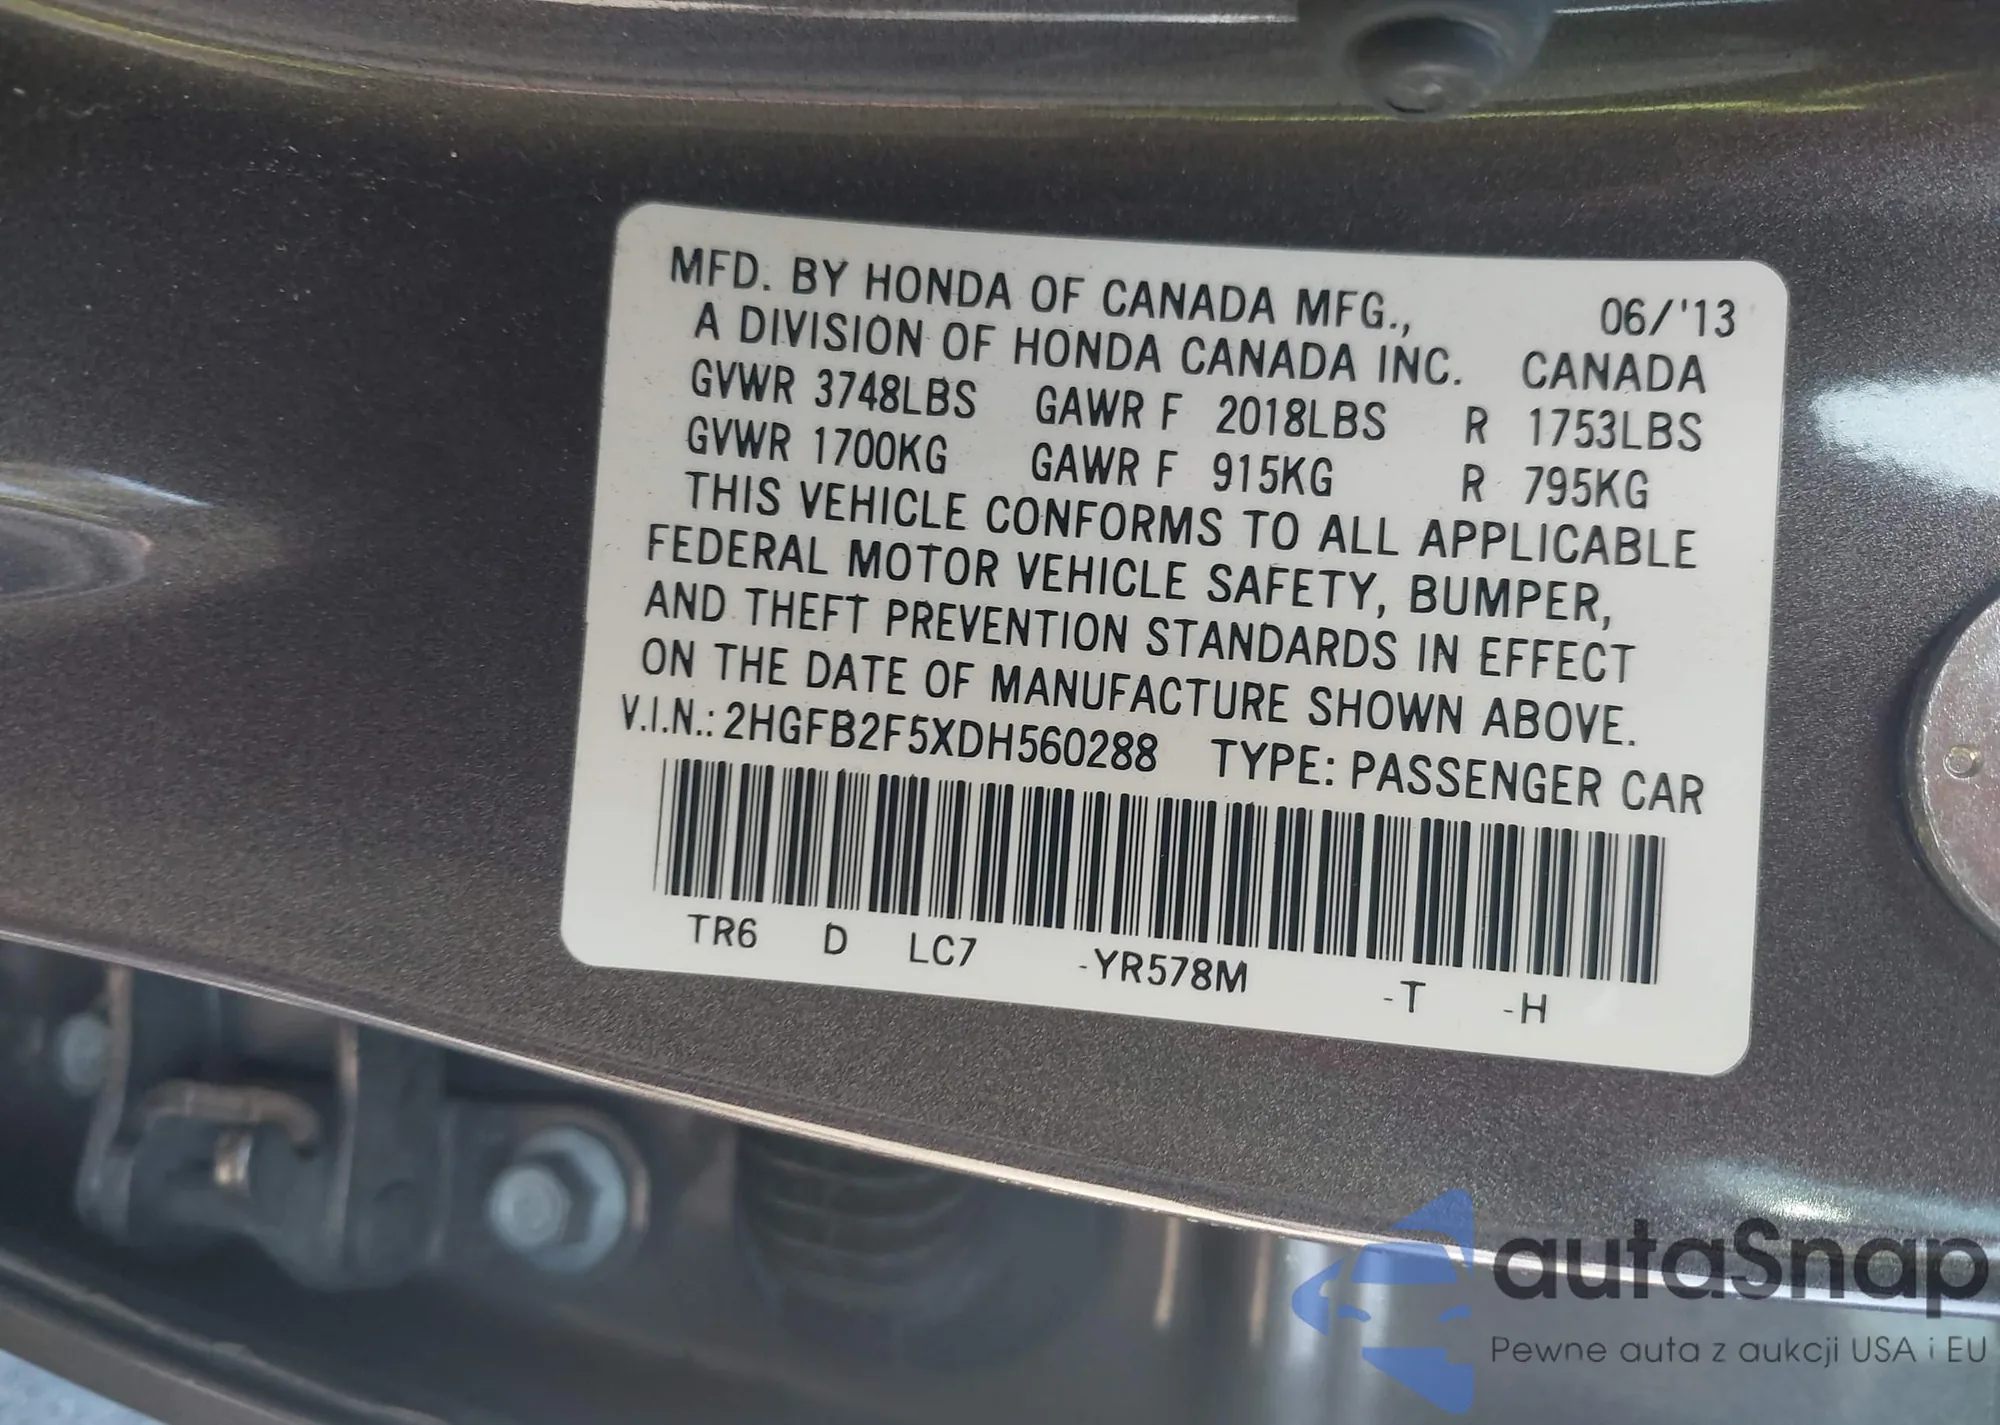 MFD. BY HONDA OF CANADA MFG., 06/'13
A DIVISION OF HONDA CANADA INC. CANADA
GVWR 3748LBS GAWR F 2018LBS R 1753LBS
GVWR 1700KG GAWR F 915KG R 795KG
THIS VEHICLE CONFORMS TO ALL APPLICABLE
FEDERAL MOTOR VEHICLE SAFETY, BUMPER,
AND THEFT PREVENTION STANDARDS IN EFFECT
ON THE DATE OF MANUFACTURE SHOWN ABOVE.
V.I.N.: 2HGFB2F5XDH560288 TYPE: PASSENGER CAR
TR6 D LC7 -YR578M -T -H
autaSnap
Pewne auta z aukcji USA i EU